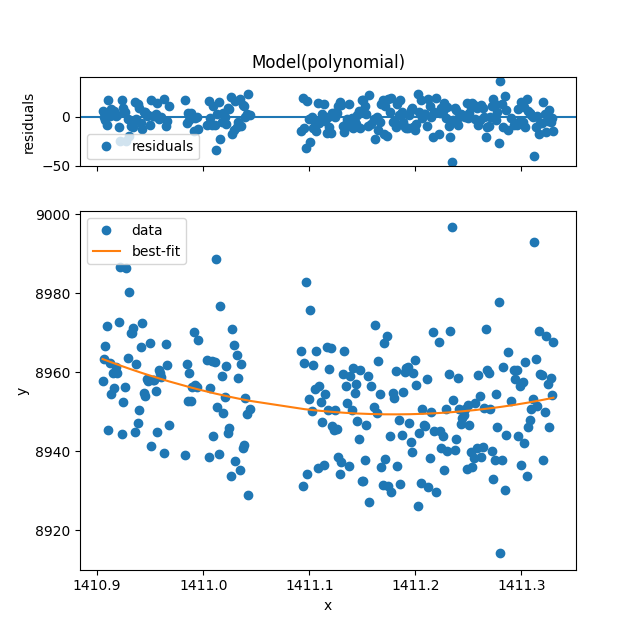 Model(polynomial)
residuals
0
−50
residuals
9000
8980
8960
8940
8920
y
data
best-fit
1410.9
1411.0
1411.1
1411.2
1411.3
x